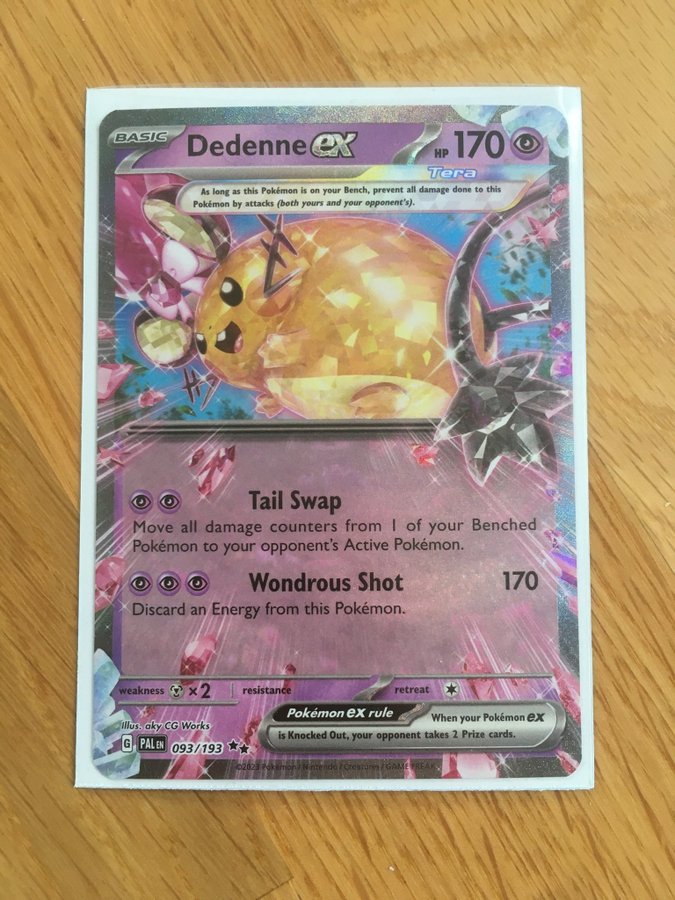 BASIC Dedenne ex HP 170
Tera
As long as this Pokémon is on your Bench, prevent all damage done to this
Pokémon by attacks (both yours and your opponent's).
Tail Swap
Move all damage counters from 1 of your Benched
Pokémon to your opponent's Active Pokémon.
Wondrous Shot 170
Discard an Energy from this Pokémon.
weakness ×2 resistance retreat
Pokémon ex rule When your Pokémon ex
is Knocked Out, your opponent takes 2 Prize cards.
Illus. aky CG Works
G PAL EN 093/193
©2023 Pokémon / Nintendo / Creatures / GAME FREAK